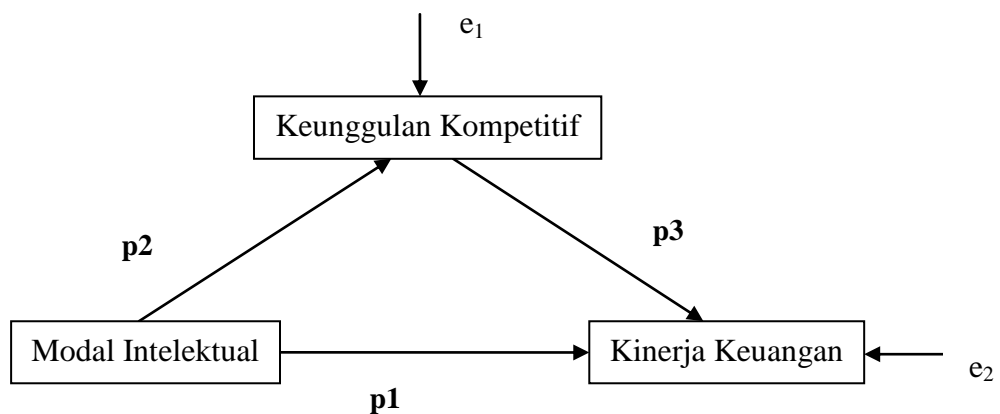 e₁
Keunggulan Kompetitif
p2
p3
Modal Intelektual
Kinerja Keuangan
e₂
p1